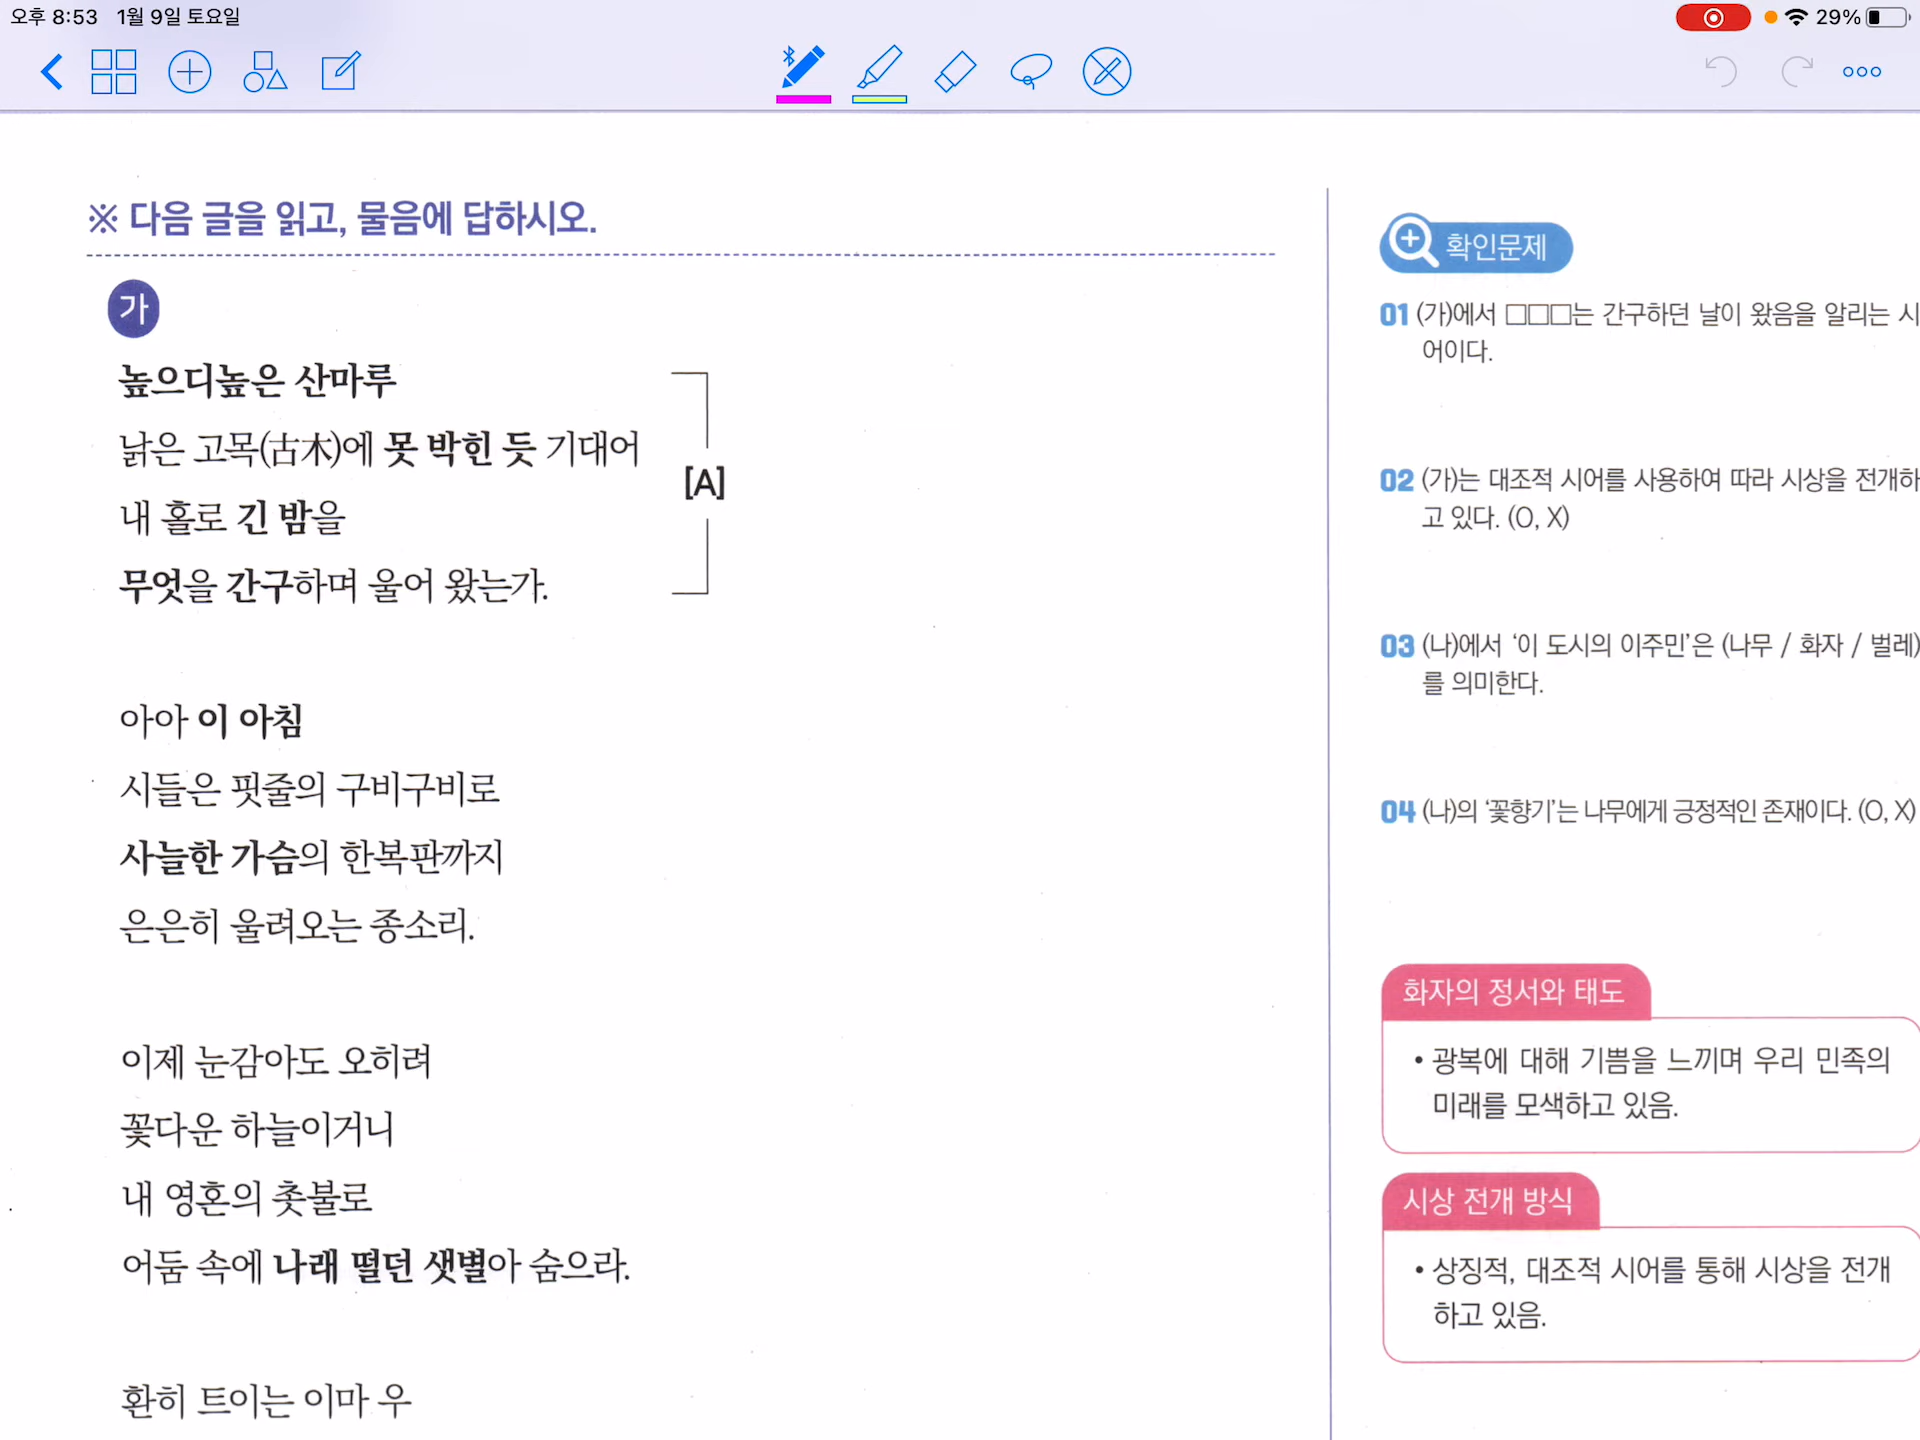 오후 8:53 1월 9일 토요일
29%
※ 다음 글을 읽고, 물음에 답하시오.
가
높으디높은 산마루
낡은 고목(古木)에 못 박힌 듯 기대어
내 홀로 긴 밤을
무엇을 간구하며 울어 왔는가.
[A]
아아 이 아침
시들은 핏줄의 구비구비로
사늘한 가슴의 한복판까지
은은히 울려오는 종소리.
이제 눈감아도 오히려
꽃다운 하늘이거니
내 영혼의 촛불로
어둠 속에 나래 떨던 샛별아 숨으라.
환히 트이는 이마 우
확인문제
01 (가)에서 □□□는 간구하던 날이 왔음을 알리는 시
어이다.
02 (가)는 대조적 시어를 사용하여 따라 시상을 전개하
고 있다. (O, X)
03 (나)에서 ‘이 도시의 이주민’은 (나무 / 화자 / 벌레)
를 의미한다.
04 (나)의 ‘꽃향기’는 나무에게 긍정적인 존재이다. (O, X)
화자의 정서와 태도
• 광복에 대해 기쁨을 느끼며 우리 민족의
미래를 모색하고 있음.
시상 전개 방식
• 상징적, 대조적 시어를 통해 시상을 전개
하고 있음.